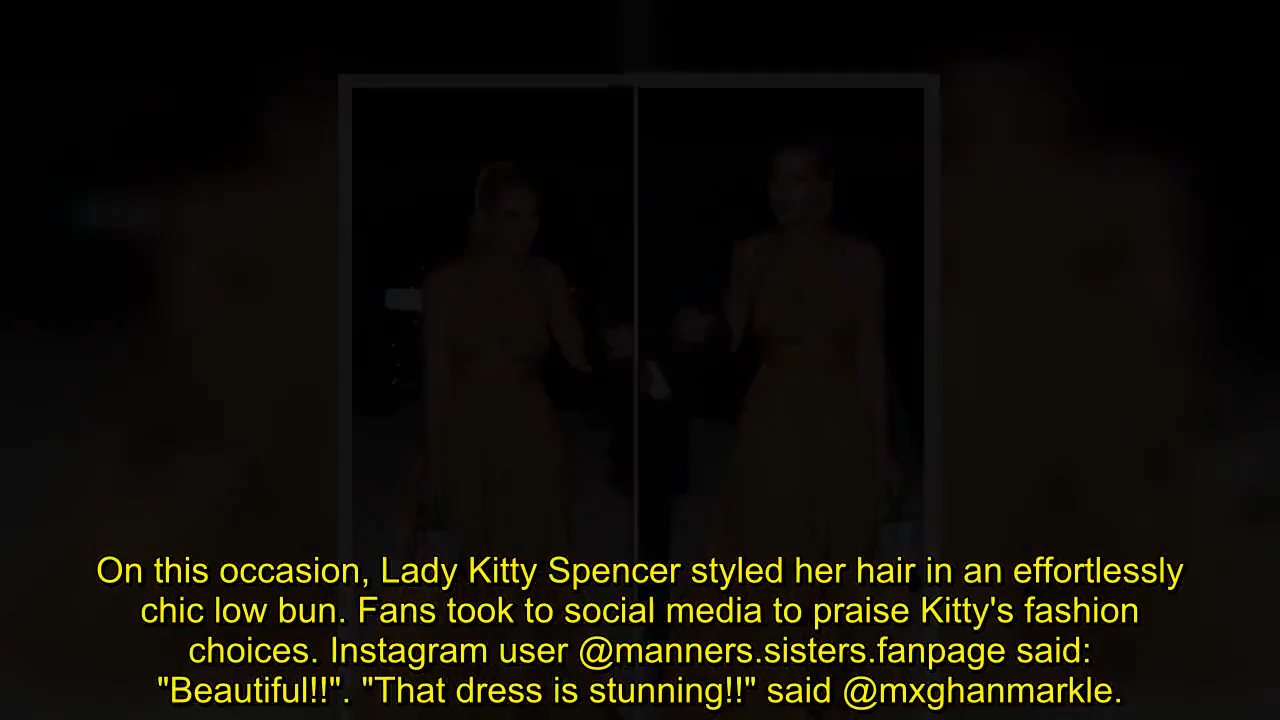 On this occasion, Lady Kitty Spencer styled her hair in an effortlessly
chic low bun. Fans took to social media to praise Kitty's fashion
choices. Instagram user @manners.sisters.fanpage said:
"Beautiful!!". "That dress is stunning!!" said @mxghanmarkle.